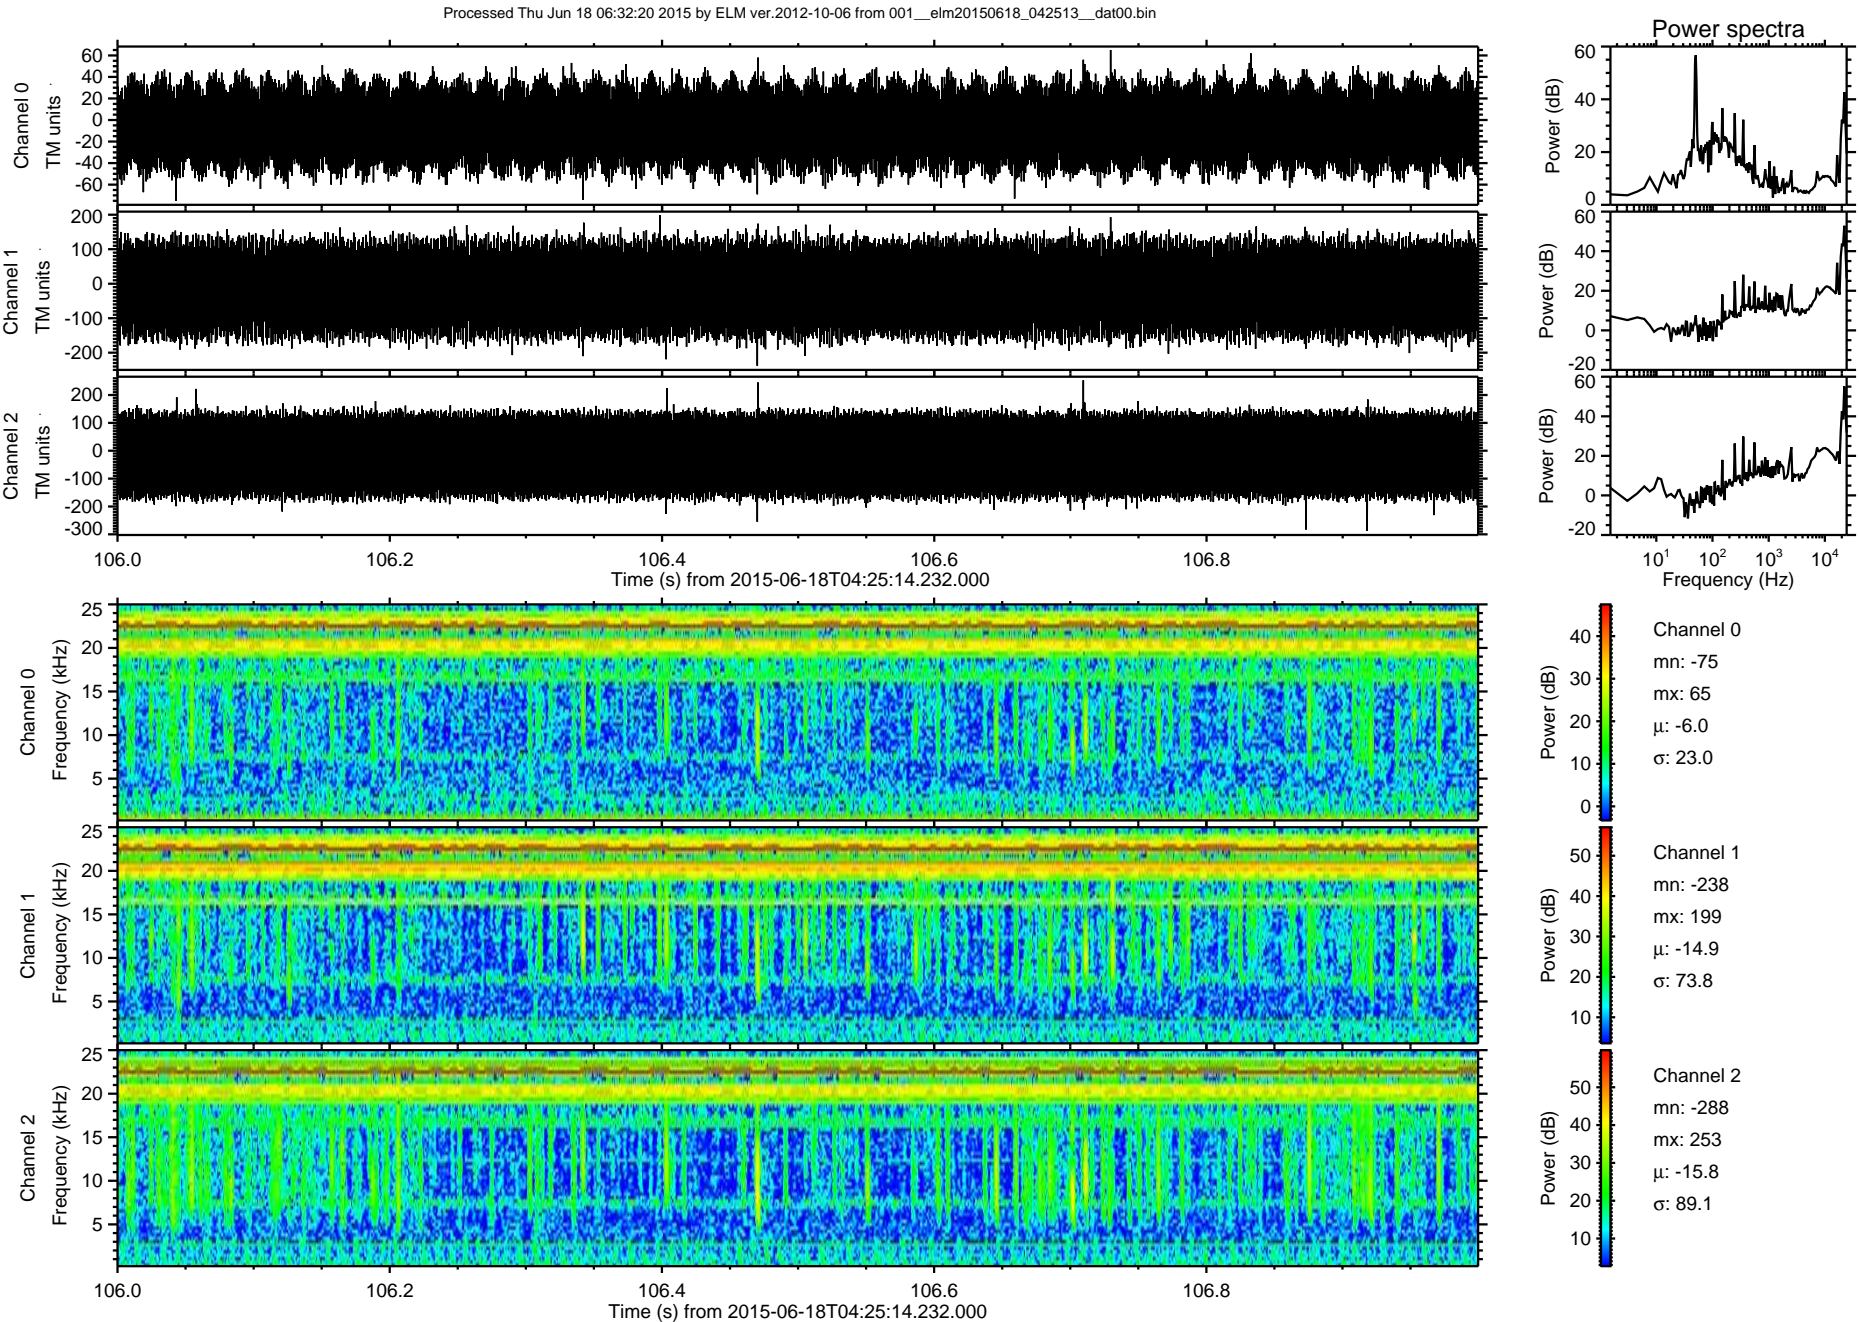 Processed Thu Jun 18 06:32:20 2015 by ELM ver.2012-10-06 from 001__elm20150618_042513__dat00.bin
Power spectra
Channel 0
TM units
60
40
20
0
-20
-40
-60
Power (dB)
60
40
20
0
Channel 1
TM units
200
100
0
-100
-200
Power (dB)
60
40
20
0
-20
Channel 2
TM units
200
100
0
-100
-200
-300
Power (dB)
60
40
20
0
-20
106.0 106.2 106.4 106.6 106.8
Time (s) from 2015-06-18T04:25:14.232.000
10^1 10^2 10^3 10^4
Frequency (Hz)
Channel 0
Frequency (kHz)
25
20
15
10
5
Power (dB)
40
30
20
10
0
Channel 0
mn: -75
mx: 65
μ: -6.0
σ: 23.0
Channel 1
Frequency (kHz)
25
20
15
10
5
Power (dB)
50
40
30
20
10
Channel 1
mn: -238
mx: 199
μ: -14.9
σ: 73.8
Channel 2
Frequency (kHz)
25
20
15
10
5
Power (dB)
50
40
30
20
10
Channel 2
mn: -288
mx: 253
μ: -15.8
σ: 89.1
106.0 106.2 106.4 106.6 106.8
Time (s) from 2015-06-18T04:25:14.232.000